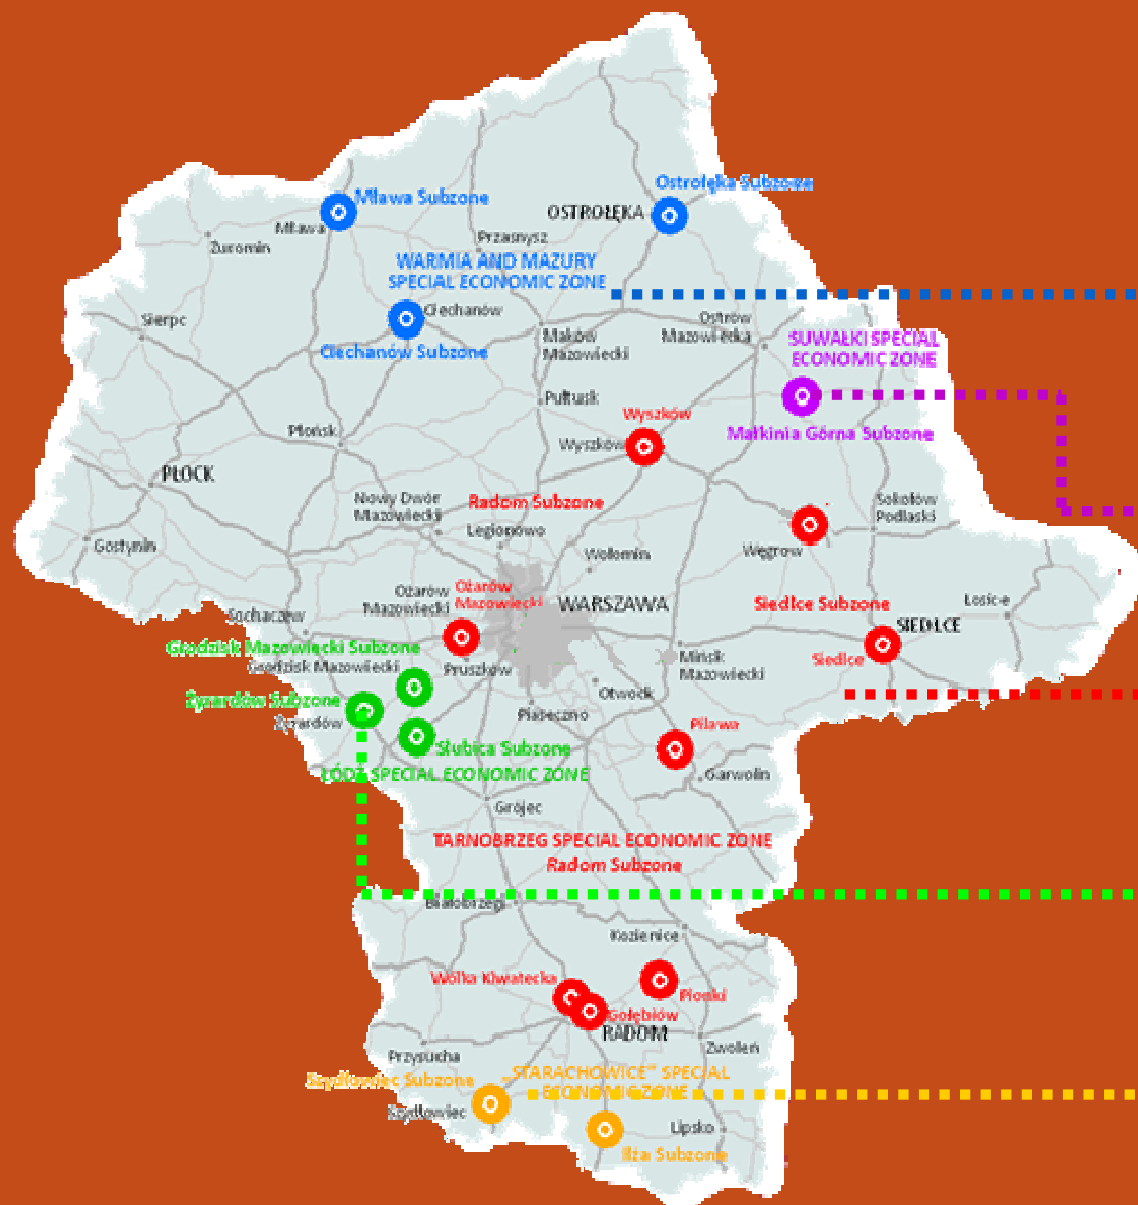 Ostrołęka Subzone
Mława Subzone
OSTROŁĘKA
Mława
Przasnysz
Żuromin
WARMIA AND MAZURY
SPECIAL ECONOMIC ZONE
Ciechanów
Sierpc
Ostrów
Mazowiecka
Maków
Mazowiecki
SUWAŁKI SPECIAL
ECONOMIC ZONE
Ciechanów Subzone
Pułtusk
Wyszków
Płońsk
Wyszków
Małkinia Górna Subzone
PŁOCK
Nowy Dwór
Mazowiecki
Radom Subzone
Sokołów
Podlaski
Legionowo
Gostynin
Wołomin
Węgrow
Ożarów
Mazowiecki
Ożarów
Mazowiecki
WARSZAWA
Siedlce Subzone
Łosice
Sochaczew
SIEDLCE
Grodzisk Mazowiecki Subzone
Grodzisk Mazowiecki
Pruszków
Mińsk
Mazowiecki
Siedlce
Żyrardów Subzone
Otwock
Żyrardów
Piaseczno
Pilawa
Słubica Subzone
ŁÓDŹ SPECIAL ECONOMIC ZONE
Garwolin
Grójec
TARNOBRZEG SPECIAL ECONOMIC ZONE
Radom Subzone
Białobrzegi
Kozienice
Wólka Klwatecka
Pionki
Gołębiów
RADOM
Przysucha
Zwoleń
Szydłowiec Subzone
„STARACHOWICE" SPECIAL
ECONOMIC ZONE
Szydłowiec
Lipsko
Iłża Subzone